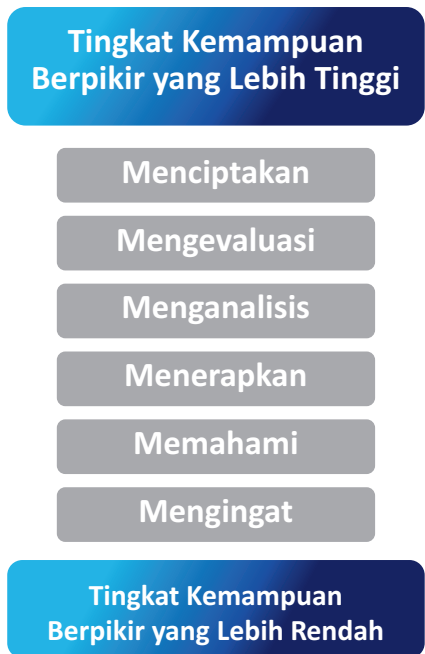 Tingkat Kemampuan
Berpikir yang Lebih Tinggi
Menciptakan
Mengevaluasi
Menganalisis
Menerapkan
Memahami
Mengingat
Tingkat Kemampuan
Berpikir yang Lebih Rendah